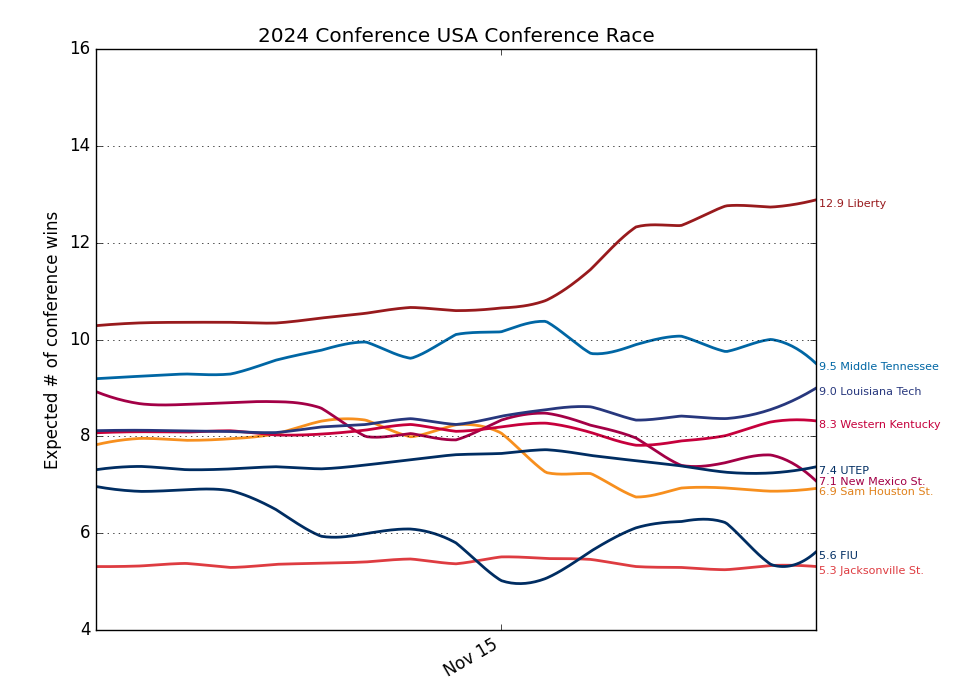 2024 Conference USA Conference Race
Expected # of conference wins
16
14
12
10
8
6
4
Nov 15
12.9 Liberty
9.5 Middle Tennessee
9.0 Louisiana Tech
8.3 Western Kentucky
7.4 UTEP
7.1 New Mexico St.
6.9 Sam Houston St.
5.6 FIU
5.3 Jacksonville St.